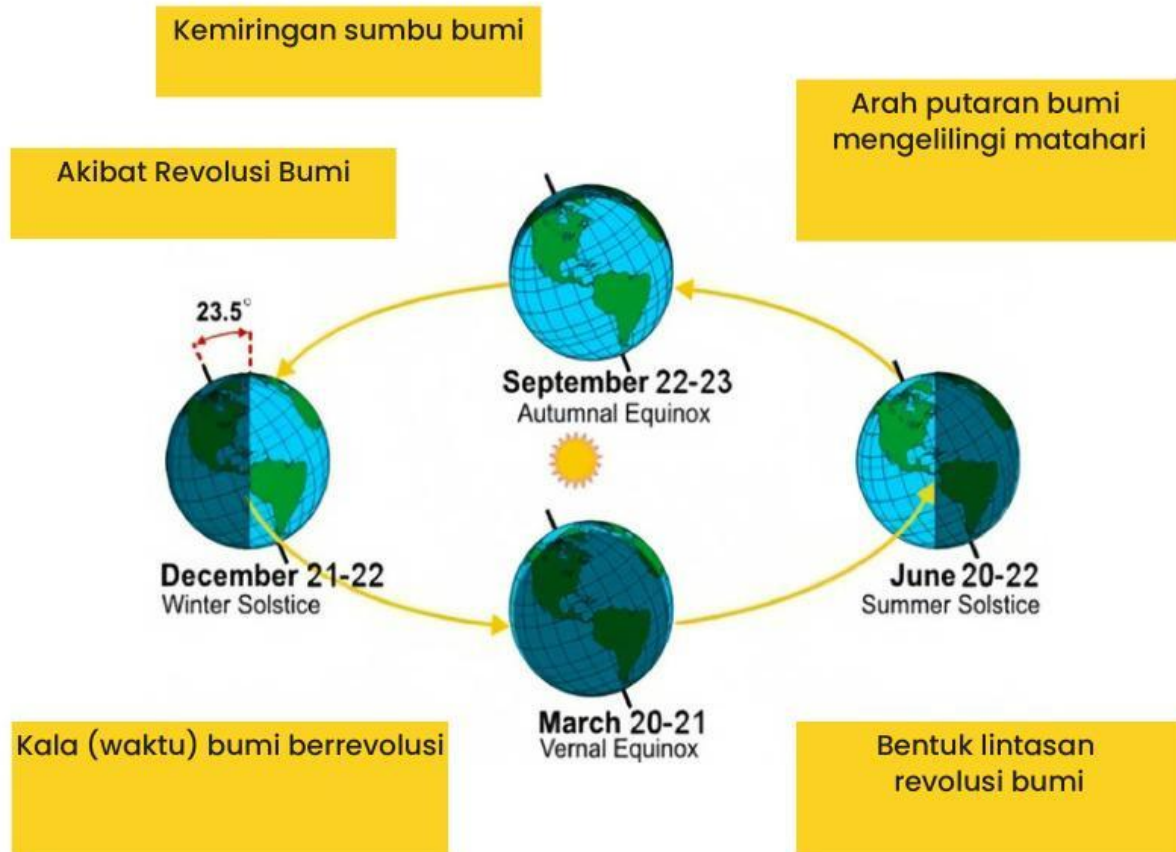 Kemiringan sumbu bumi
Arah putaran bumi
mengelilingi matahari
Akibat Revolusi Bumi
23.5°
September 22-23
Autumnal Equinox
December 21-22
Winter Solstice
June 20-22
Summer Solstice
March 20-21
Vernal Equinox
Kala (waktu) bumi berrevolusi
Bentuk lintasan
revolusi bumi